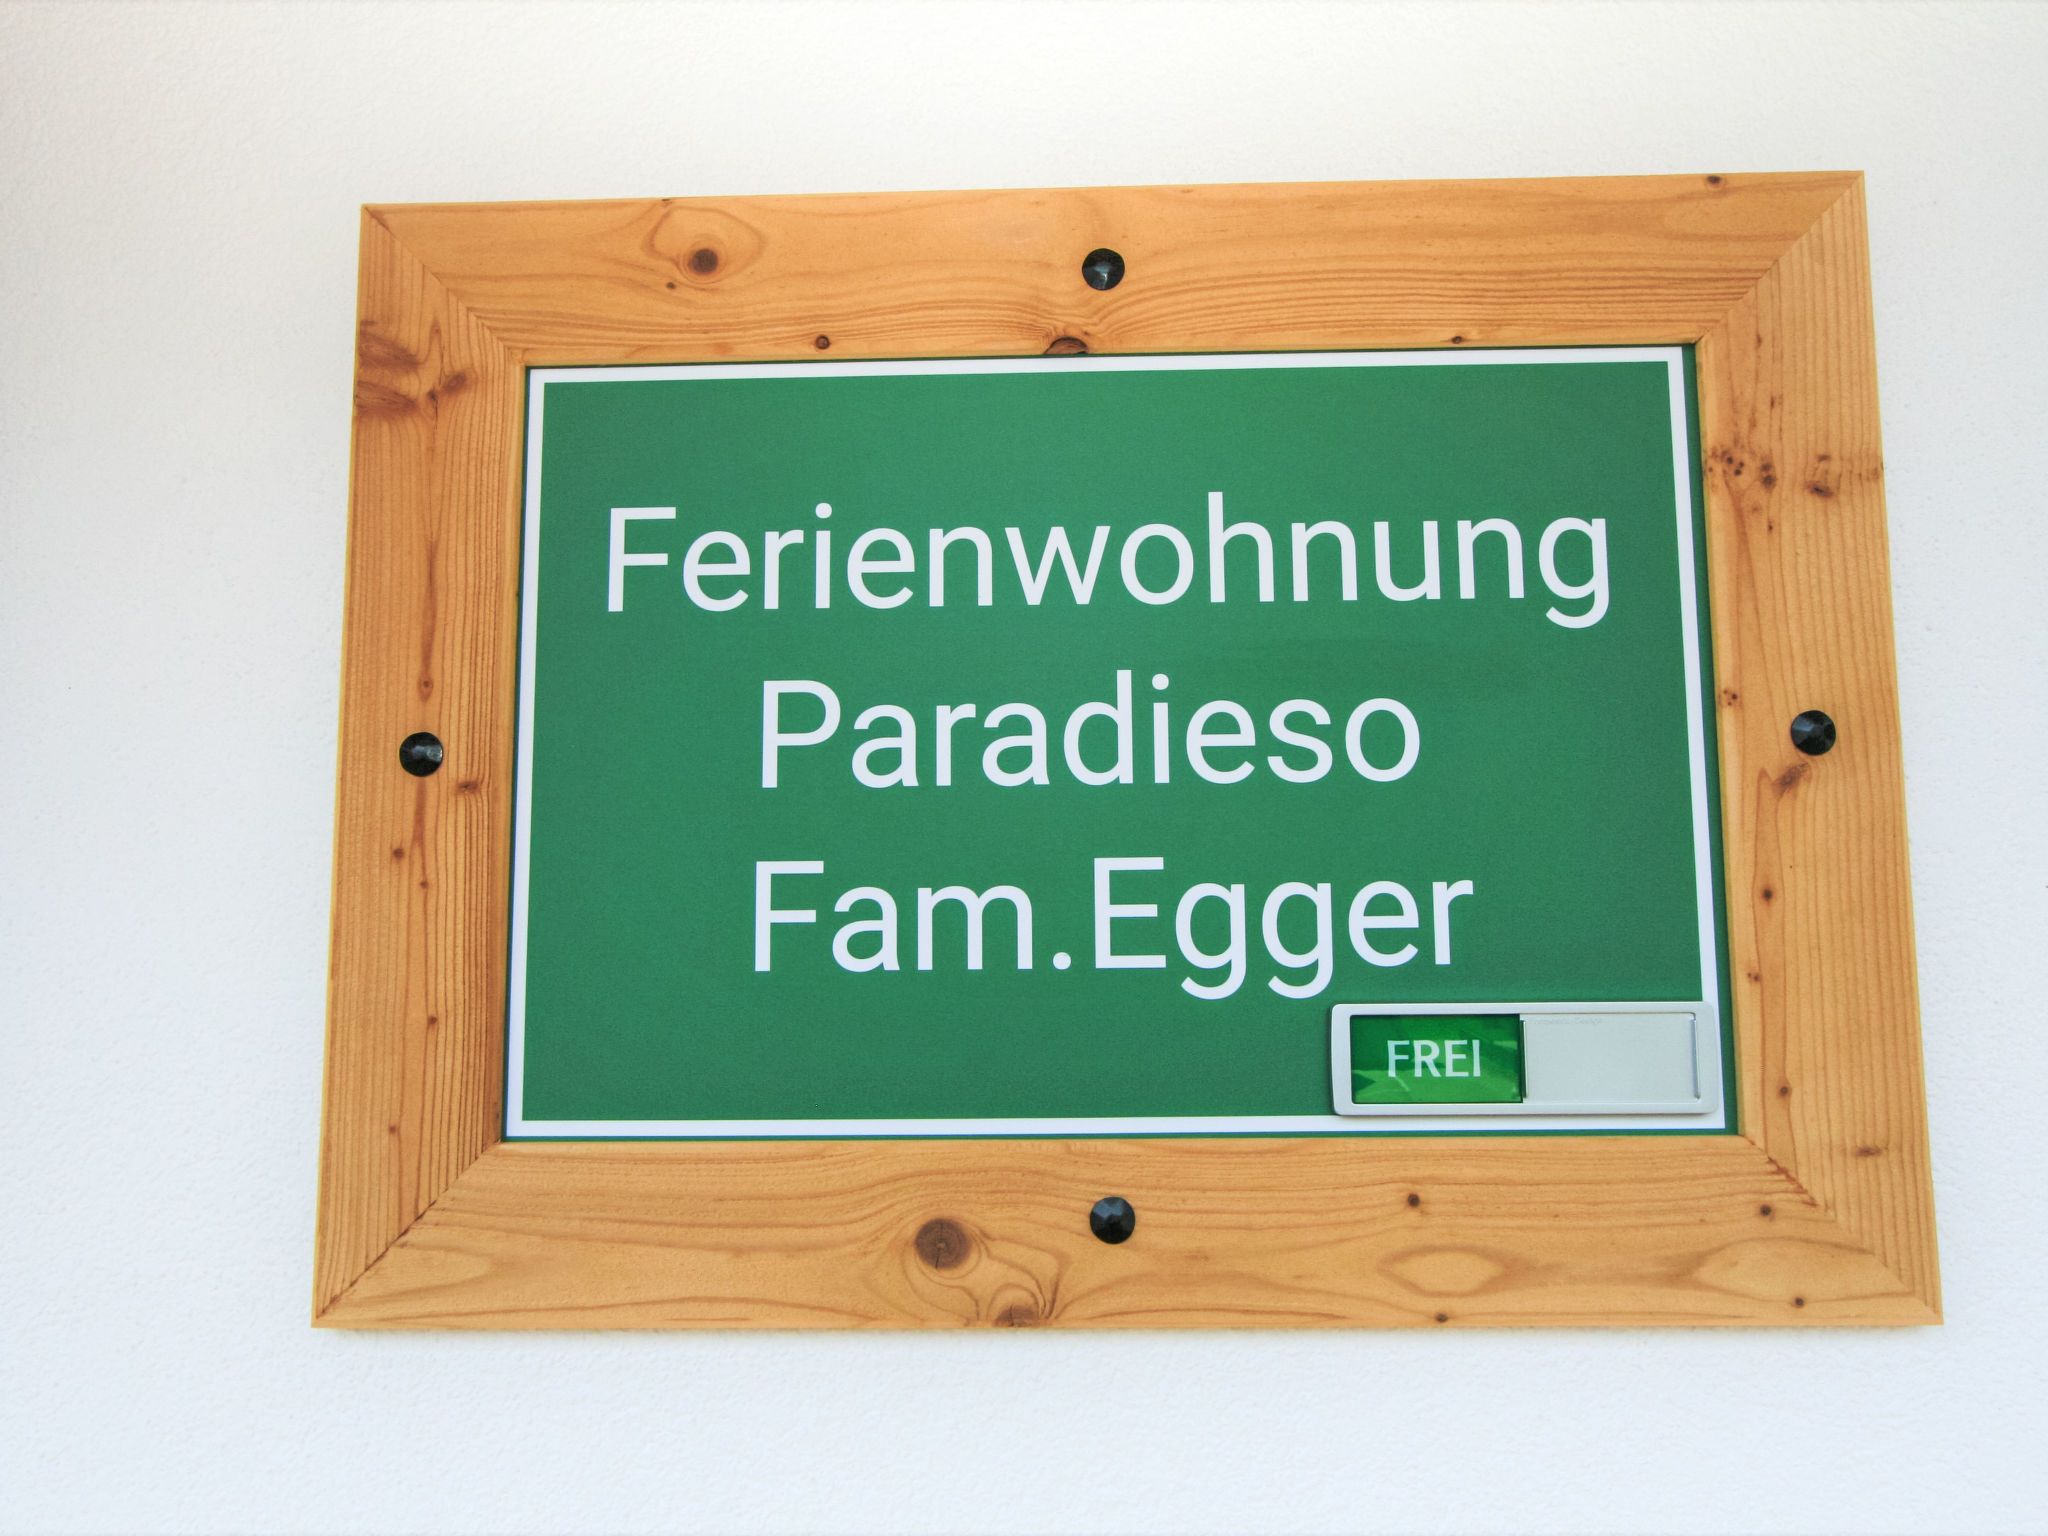 Ferienwohnung
Paradieso
Fam.Egger
FREI